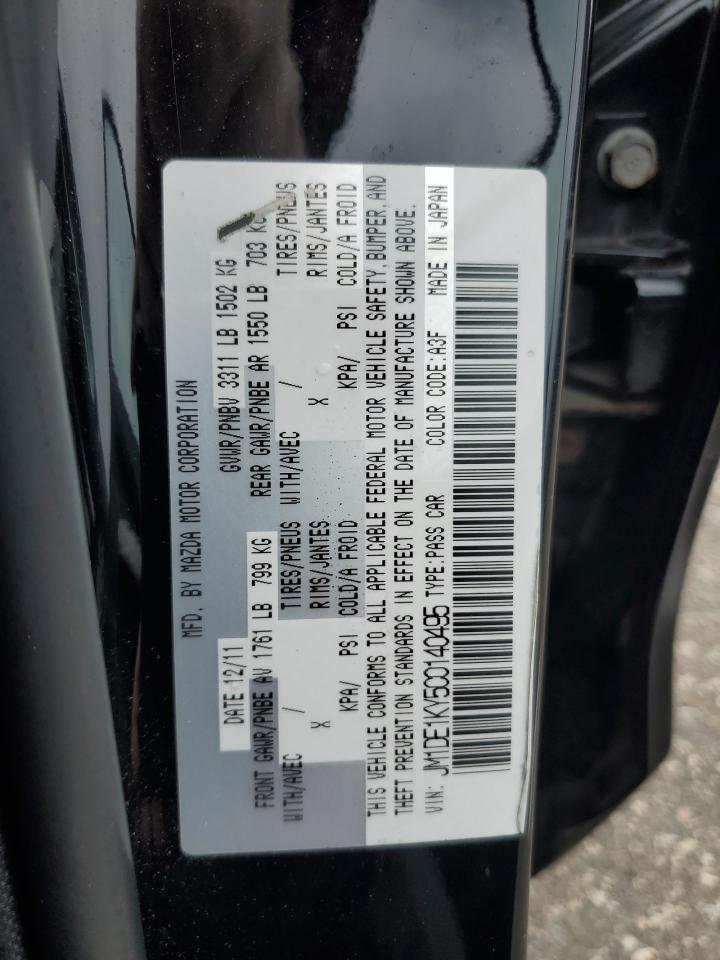 MFD. BY MAZDA MOTOR CORPORATION
DATE 12/11 GVWR/PNBV 3311 LB 1502 KG
FRONT GAWR/PNBE AV 1761 LB 799 KG REAR GAWR/PNBE AR 1550 LB 703 KG
WITH/AVEC / TIRES/PNEUS WITH/AVEC / TIRES/PNEUS
X RIMS/JANTES X RIMS/JANTES
KPA/ PSI COLD/A FROID KPA/ PSI COLD/A FROID
THIS VEHICLE CONFORMS TO ALL APPLICABLE FEDERAL MOTOR VEHICLE SAFETY, BUMPER, AND
THEFT PREVENTION STANDARDS IN EFFECT ON THE DATE OF MANUFACTURE SHOWN ABOVE.
VIN: JM1DE1KY5C0140495 TYPE:PASS CAR COLOR CODE:A3F MADE IN JAPAN